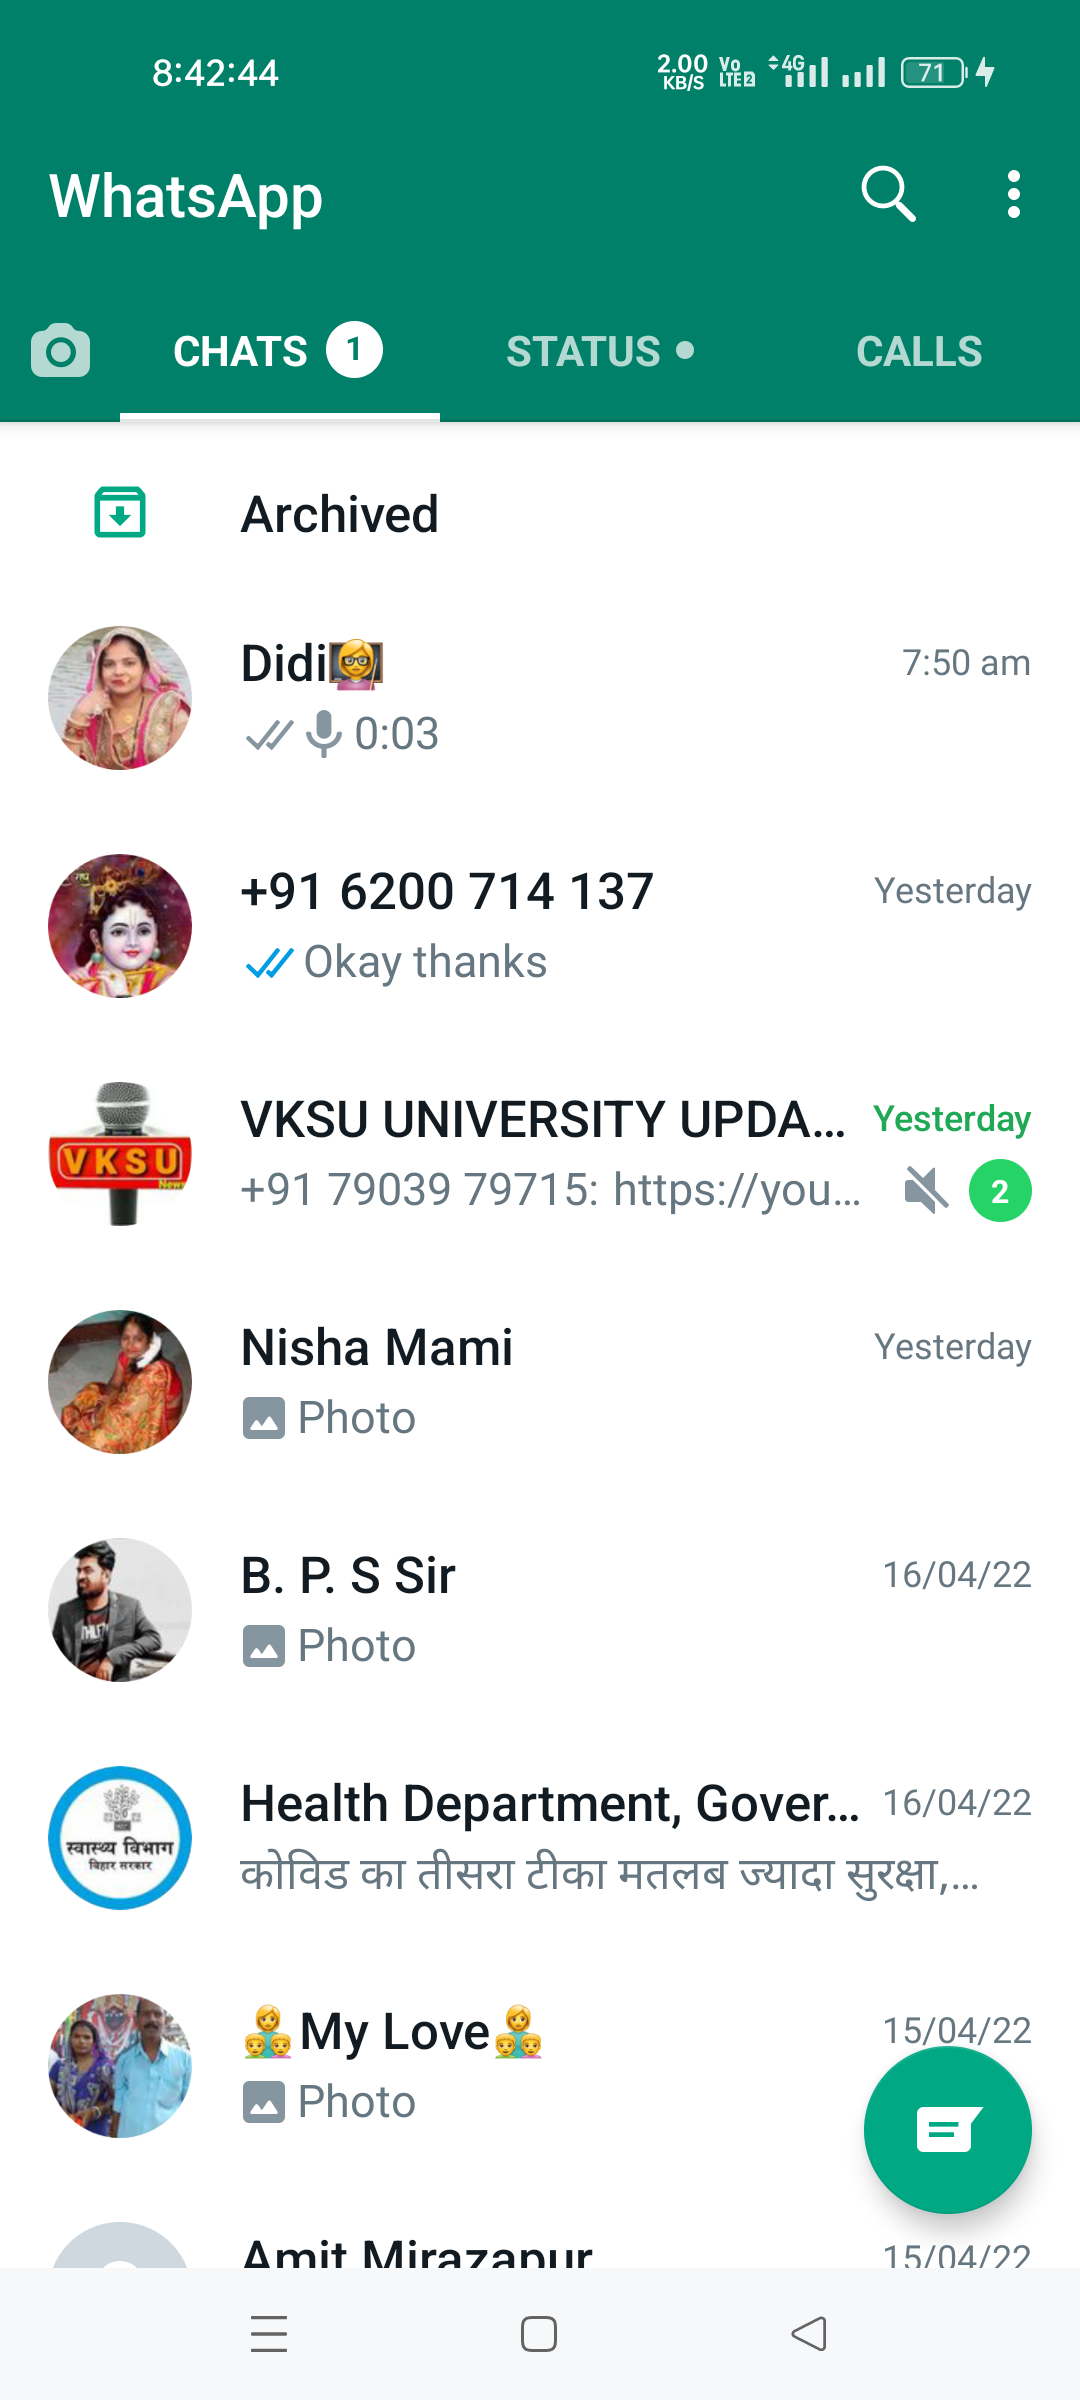 8:42:44 2.00 KB/S Vo LTE 2 4G 71
WhatsApp
CHATS 1 STATUS CALLS
Archived
Didi👩‍🏫 7:50 am
0:03
+91 6200 714 137 Yesterday
Okay thanks
VKSU
News
VKSU UNIVERSITY UPDA... Yesterday
+91 79039 79715: https://you... 2
Nisha Mami Yesterday
Photo
B. P. S Sir 16/04/22
Photo
स्वास्थ्य विभाग
बिहार सरकार
Health Department, Gover... 16/04/22
कोविड का तीसरा टीका मतलब ज्यादा सुरक्षा,...
👩‍👦‍👦My Love👩‍👦‍👦 15/04/22
Photo
Amit Mirazapur 15/04/22